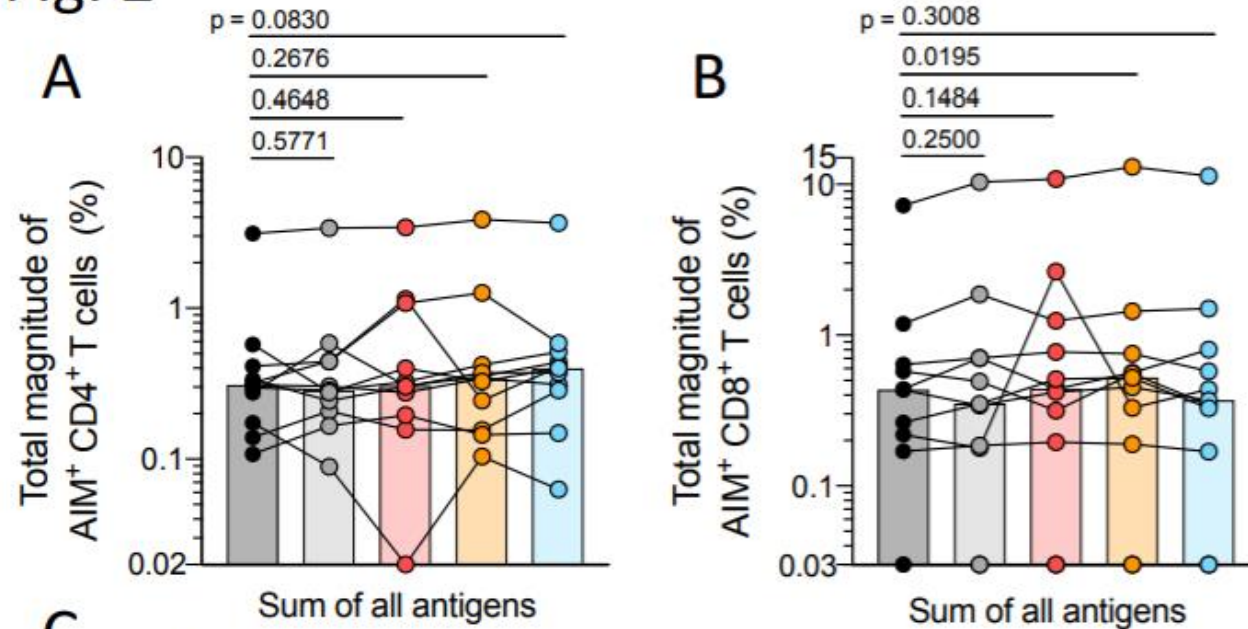 p = 0.0830
0.2676
0.4648
0.5771
A
10
1
0.1
0.02
Total magnitude of
AIM⁺ CD4⁺ T cells (%)
Sum of all antigens
p = 0.3008
0.0195
0.1484
0.2500
B
15
10
1
0.1
0.03
Total magnitude of
AIM⁺ CD8⁺ T cells (%)
Sum of all antigens